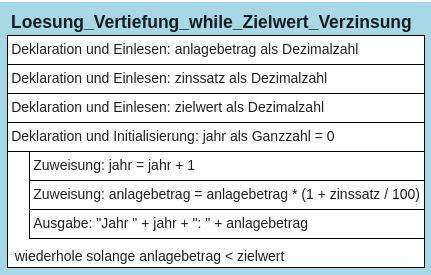 Loesung_Vertiefung_while_Zielwert_Verzinsung
Deklaration und Einlesen: anlagebetrag als Dezimalzahl
Deklaration und Einlesen: zinssatz als Dezimalzahl
Deklaration und Einlesen: zielwert als Dezimalzahl
Deklaration und Initialisierung: jahr als Ganzzahl = 0
Zuweisung: jahr = jahr + 1
Zuweisung: anlagebetrag = anlagebetrag * (1 + zinssatz / 100)
Ausgabe: "Jahr " + jahr + ": " + anlagebetrag
wiederhole solange anlagebetrag < zielwert